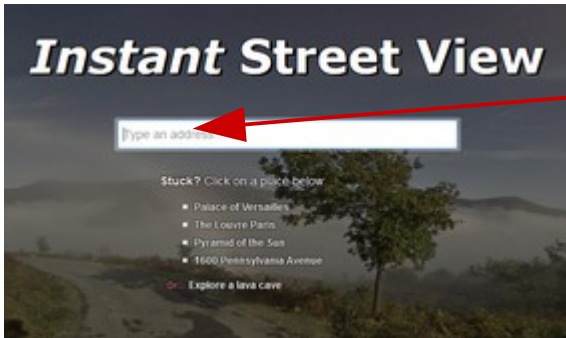 Instant Street View
Type an address
Stuck? Click on a place below
Palace of Versailles
The Louvre Paris
Pyramid of the Sun
1600 Pennsylvania Avenue
Or... Explore a lava cave